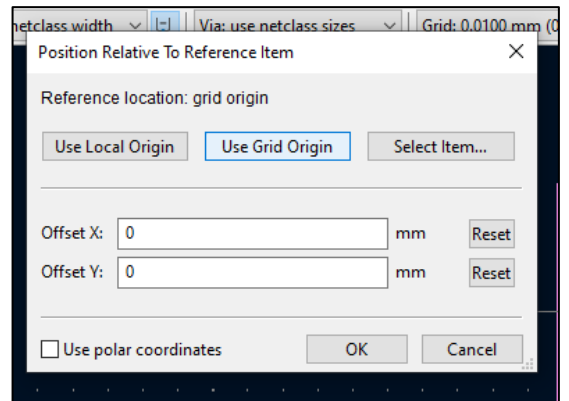 netclass width Via: use netclass sizes Grid: 0.0100 mm (0
Position Relative To Reference Item
Reference location: grid origin
Use Local Origin Use Grid Origin Select Item...
Offset X: 0 mm Reset
Offset Y: 0 mm Reset
Use polar coordinates OK Cancel